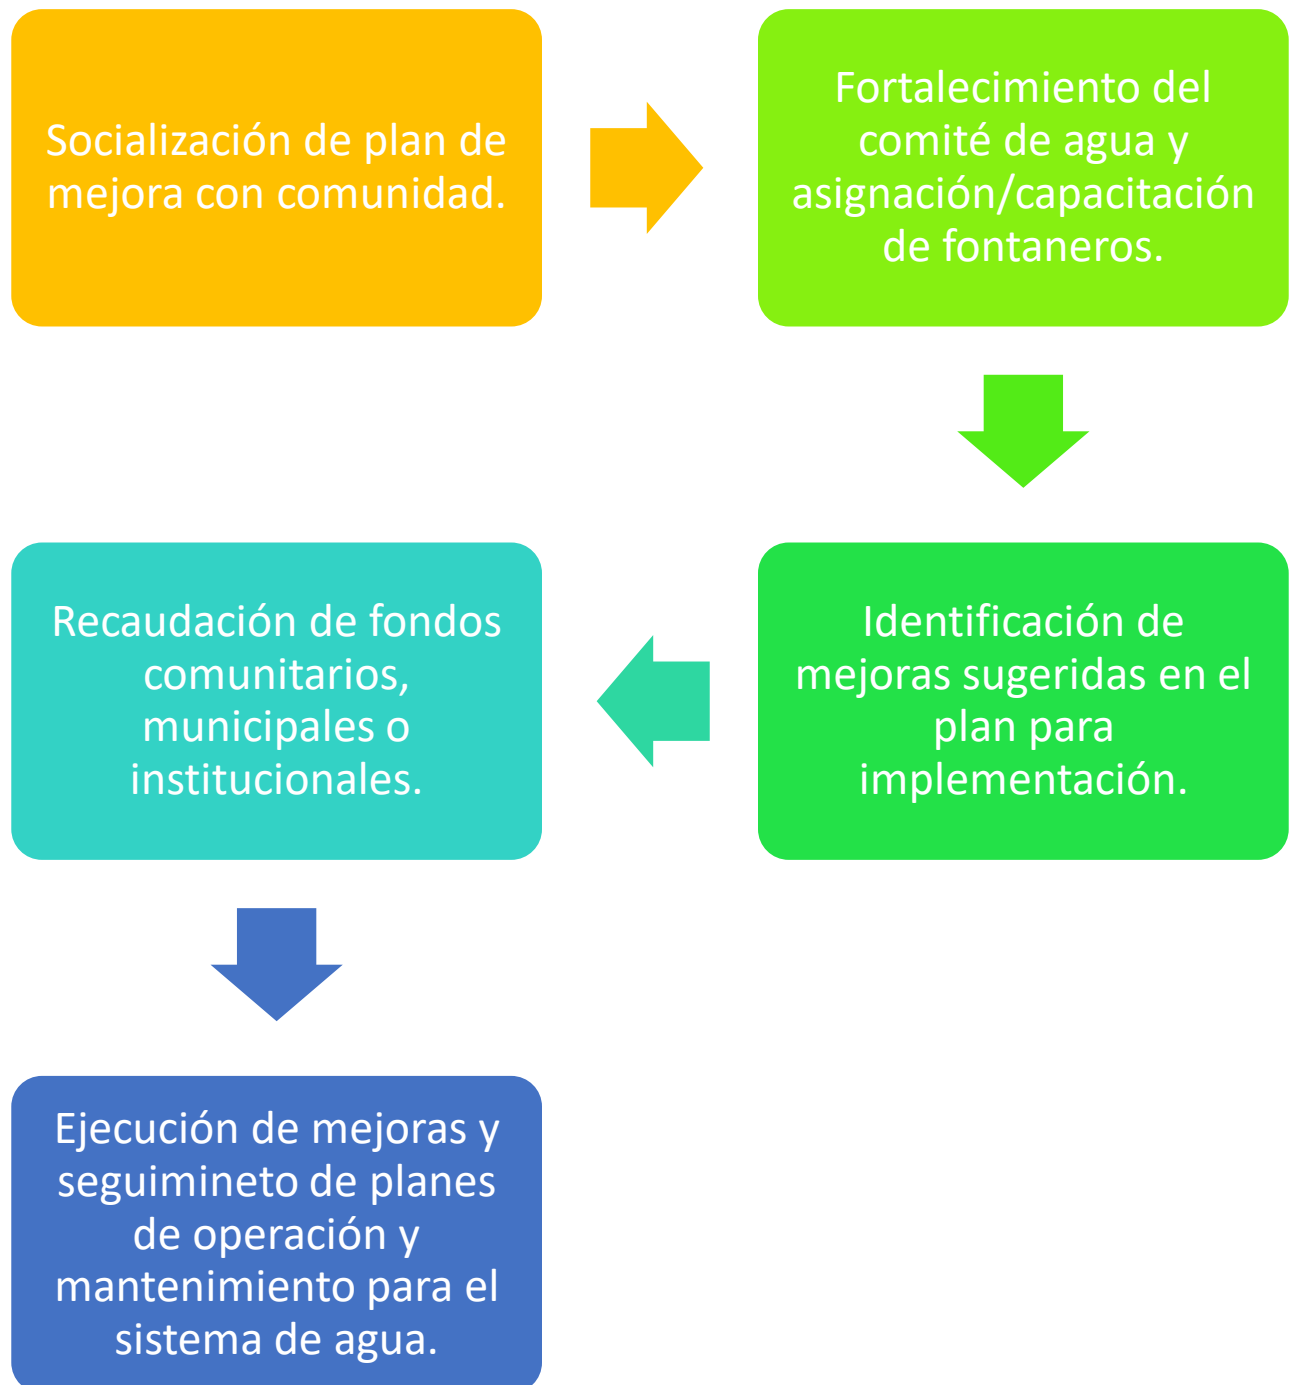 Socialización de plan de
mejora con comunidad.
Fortalecimiento del
comité de agua y
asignación/capacitación
de fontaneros.
Identificación de
mejoras sugeridas en el
plan para
implementación.
Recaudación de fondos
comunitarios,
municipales o
institucionales.
Ejecución de mejoras y
seguimineto de planes
de operación y
mantenimiento para el
sistema de agua.